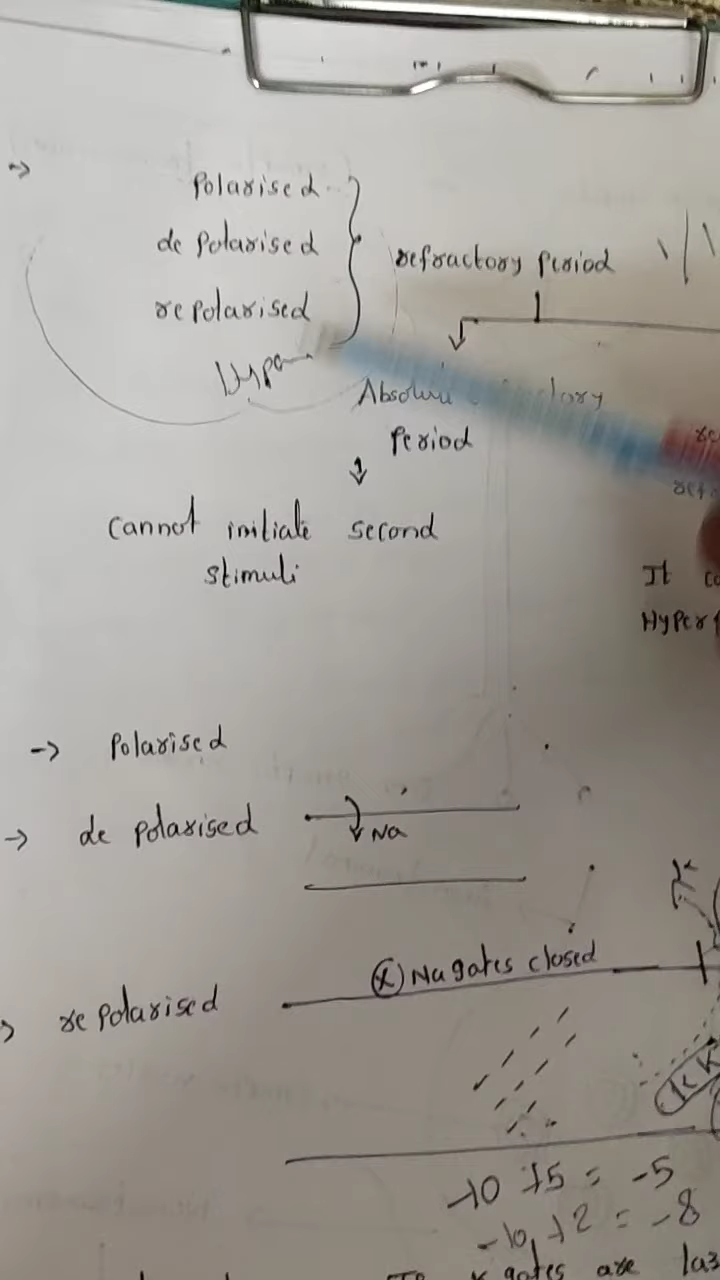 -> Polarised
de polarised
refractory period
repolarised
Period
cannot initiate second
stimuli
It
-> Polarised
-> de polarised
Na
Na gates closed
repolarised
K K
-10 +5 = -5
-10 +2 = -8
gates are